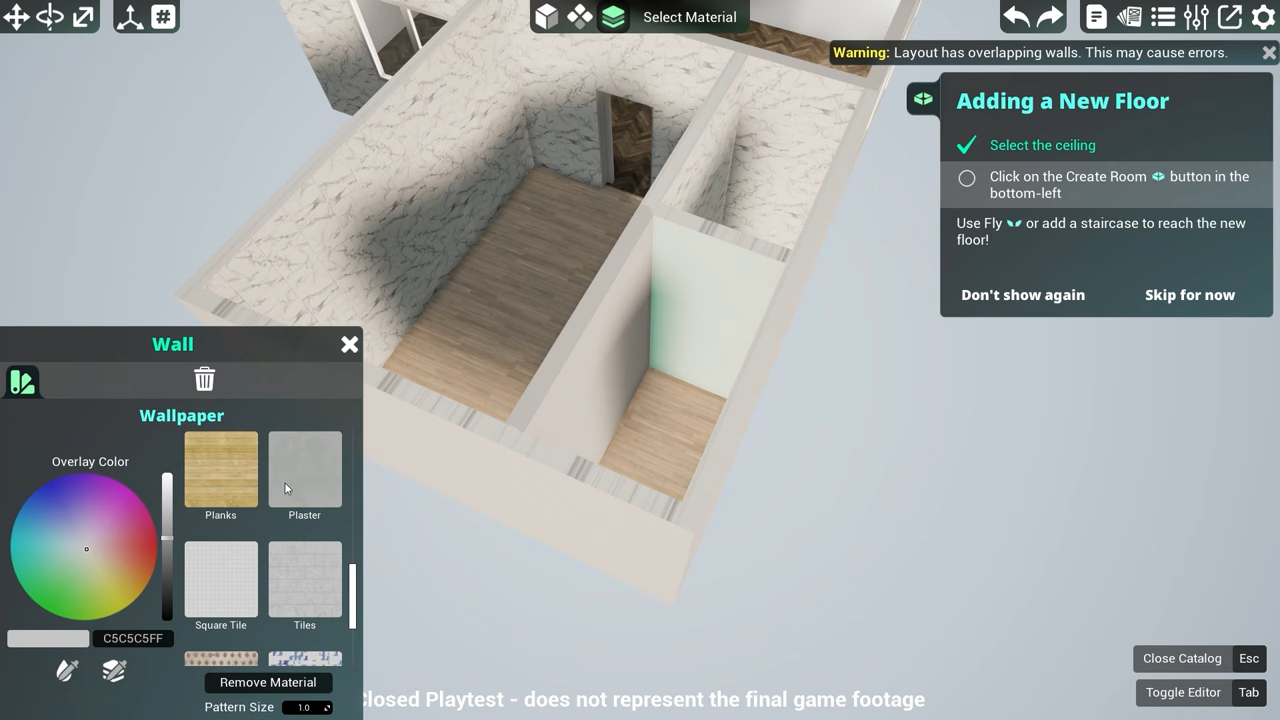 Select Material
Warning: Layout has overlapping walls. This may cause errors.
Adding a New Floor
Select the ceiling
Click on the Create Room button in the
bottom-left
Use Fly or add a staircase to reach the new
floor!
Don't show again
Skip for now
Wall
Wallpaper
Overlay Color
Planks
Plaster
Square Tile
Tiles
C5C5C5FF
Remove Material
Pattern Size 1.0
Close Catalog Esc
Toggle Editor Tab
Closed Playtest - does not represent the final game footage